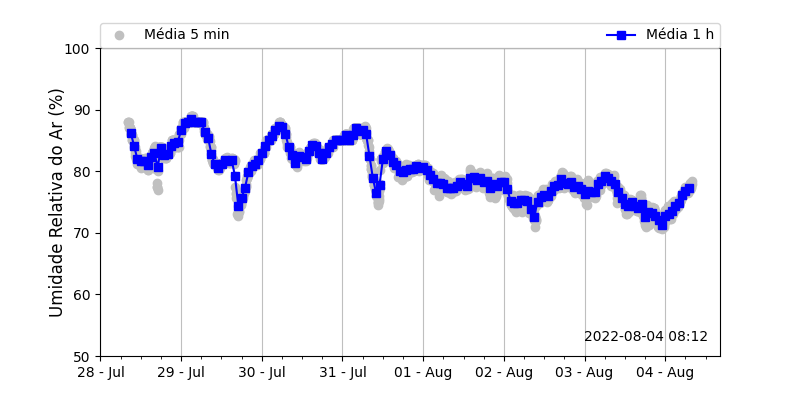 Média 5 min
Média 1 h
Umidade Relativa do Ar (%)
100
90
80
70
60
50
2022-08-04 08:12
28 - Jul
29 - Jul
30 - Jul
31 - Jul
01 - Aug
02 - Aug
03 - Aug
04 - Aug